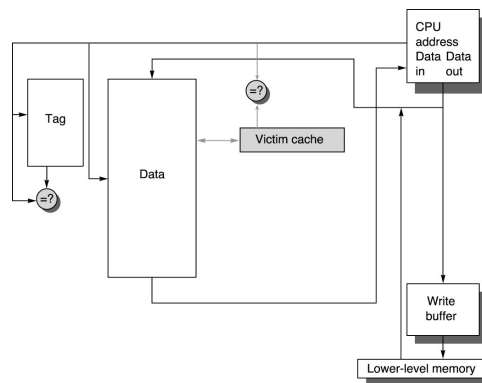 CPU
address
Data Data
in out
=?
Tag
Victim cache
Data
=?
Write
buffer
Lower-level memory